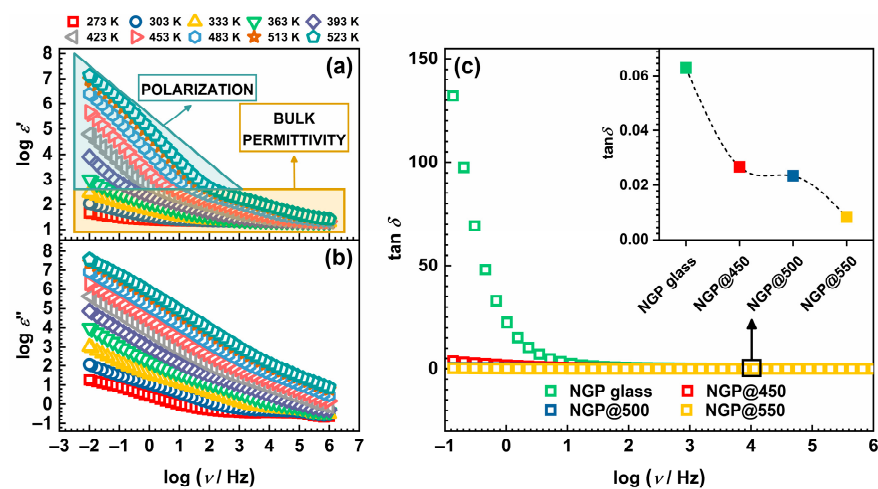 273 K 303 K 333 K 363 K 393 K
423 K 453 K 483 K 513 K 523 K
(a)
POLARIZATION
BULK
PERMITTIVITY
log ε'
8
7
6
5
4
3
2
1
(b)
log ε"
8
7
6
5
4
3
2
1
0
−1
−3 −2 −1 0 1 2 3 4 5 6 7
log (ν / Hz)
(c)
tan δ
150
125
100
75
50
25
0
−1 0 1 2 3 4 5 6
log (ν / Hz)
NGP glass NGP@450
NGP@500 NGP@550
tanδ
0.06
0.04
0.02
0.00
NGP glass
NGP@450
NGP@500
NGP@550